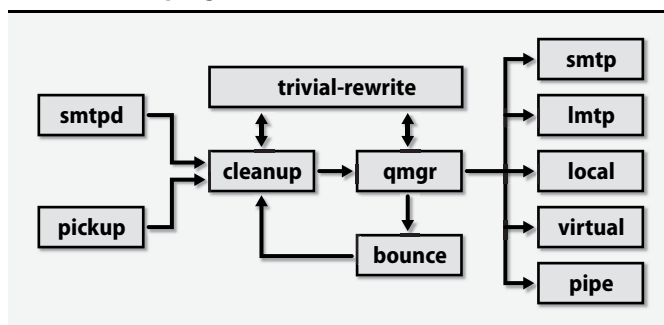 trivial-rewrite
smtpd
cleanup
qmgr
pickup
bounce
smtp
lmtp
local
virtual
pipe